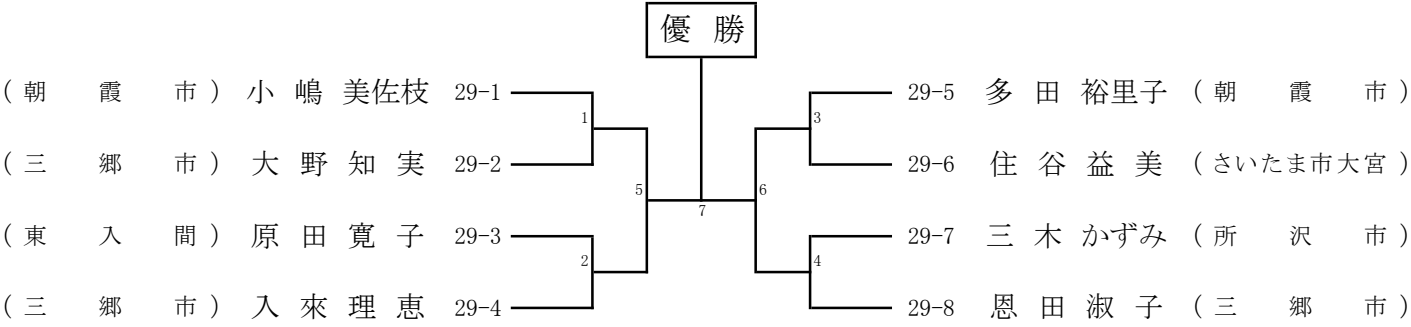 優 勝
( 朝 霞 市 ) 小 嶋 美佐枝 29-1
29-5 多 田 裕里子 ( 朝 霞 市 )
1
3
( 三 郷 市 ) 大 野 知 実 29-2
29-6 住 谷 益 美 ( さいたま市大宮 )
5
7
6
( 東 入 間 ) 原 田 寛 子 29-3
29-7 三 木 かずみ ( 所 沢 市 )
2
4
( 三 郷 市 ) 入 來 理 恵 29-4
29-8 恩 田 淑 子 ( 三 郷 市 )